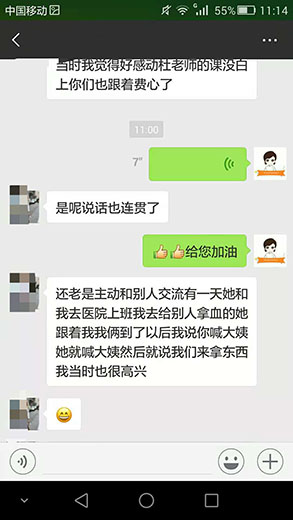 中国移动 55% 11:14
当时我觉得好感动杜老师的课没白
上你们也跟着费心了
11:00
7"
是呢说话也连贯了
👍👍给您加油
还老是主动和别人交流有一天她和
我去医院上班我去给别人拿血的她
跟着我我俩到了以后我说你喊大姨
她就喊大姨然后就说我们来拿东西
我当时也很高兴
😄